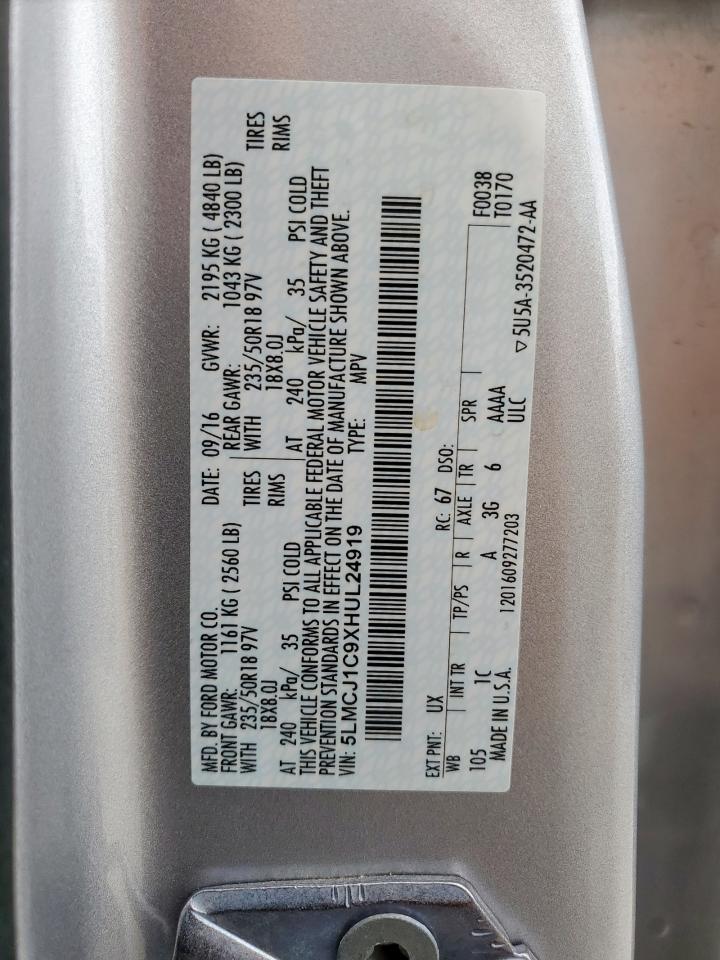 MFD. BY FORD MOTOR CO.
DATE: 09/16 GVWR: 2195 KG ( 4840 LB)
FRONT GAWR: 1161 KG ( 2560 LB)
REAR GAWR: 1043 KG ( 2300 LB)
WITH 235/50R18 97V TIRES
WITH 235/50R18 97V TIRES
18X8.0J RIMS
18X8.0J RIMS
AT 240 kPa/ 35 PSI COLD
AT 240 kPa/ 35 PSI COLD
THIS VEHICLE CONFORMS TO ALL APPLICABLE FEDERAL MOTOR VEHICLE SAFETY AND THEFT
PREVENTION STANDARDS IN EFFECT ON THE DATE OF MANUFACTURE SHOWN ABOVE.
VIN: 5LMCJ1C9XHUL24919 TYPE: MPV
EXT PNT: UX RC: 67 DSO:
WB INT TR TP/PS R AXLE TR SPR
F0038
105 1C A 3G 6 AAAA
T0170
MADE IN U.S.A. 1201609277203 ULC
▽5U5A-3520472-AA